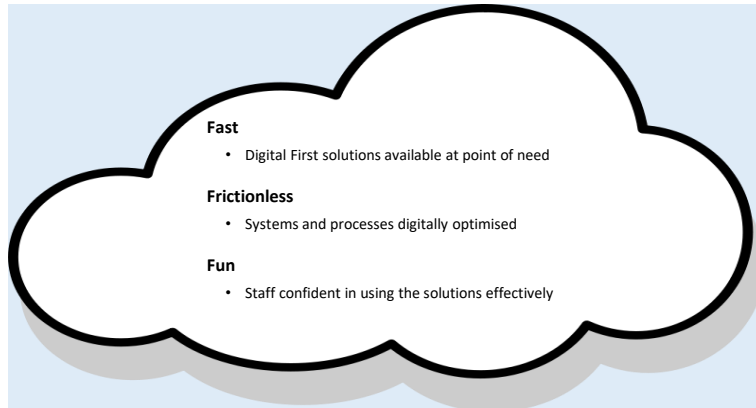 Fast
• Digital First solutions available at point of need
Frictionless
• Systems and processes digitally optimised
Fun
• Staff confident in using the solutions effectively